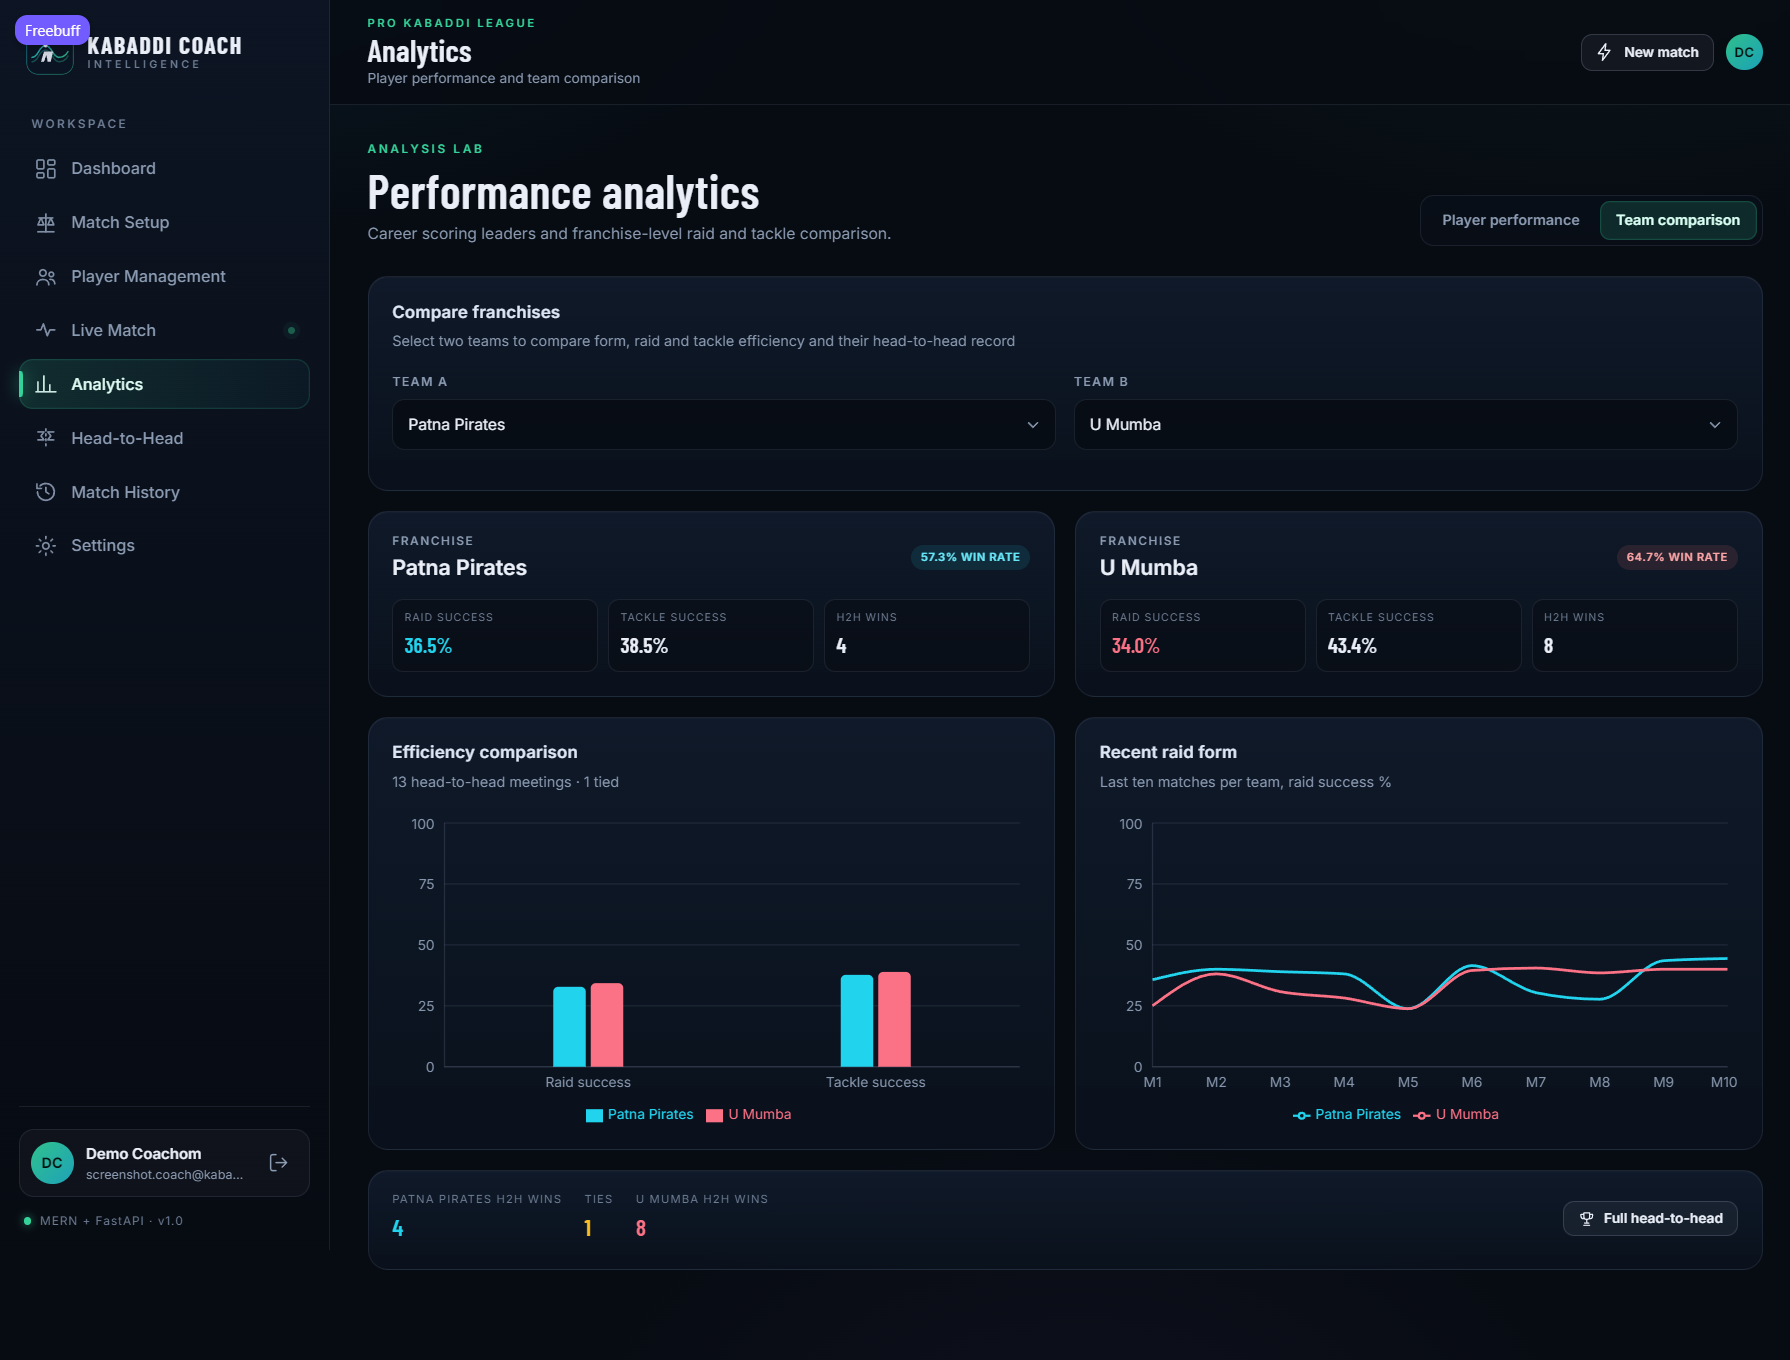 Freebuff
KABADDI COACH
INTELLIGENCE
WORKSPACE
Dashboard
Match Setup
Player Management
Live Match
Analytics
Head-to-Head
Match History
Settings
DC
Demo Coachom
screenshot.coach@kaba...
MERN + FastAPI · v1.0
PRO KABADDI LEAGUE
Analytics
Player performance and team comparison
New match
DC
ANALYSIS LAB
Performance analytics
Career scoring leaders and franchise-level raid and tackle comparison.
Player performance
Team comparison
Compare franchises
Select two teams to compare form, raid and tackle efficiency and their head-to-head record
TEAM A
Patna Pirates
TEAM B
U Mumba
FRANCHISE
Patna Pirates
57.3% WIN RATE
RAID SUCCESS
36.5%
TACKLE SUCCESS
38.5%
H2H WINS
4
FRANCHISE
U Mumba
64.7% WIN RATE
RAID SUCCESS
34.0%
TACKLE SUCCESS
43.4%
H2H WINS
8
Efficiency comparison
13 head-to-head meetings · 1 tied
100
75
50
25
0
Raid success
Tackle success
Patna Pirates
U Mumba
Recent raid form
Last ten matches per team, raid success %
100
75
50
25
0
M1
M2
M3
M4
M5
M6
M7
M8
M9
M10
Patna Pirates
U Mumba
PATNA PIRATES H2H WINS
4
TIES
1
U MUMBA H2H WINS
8
Full head-to-head